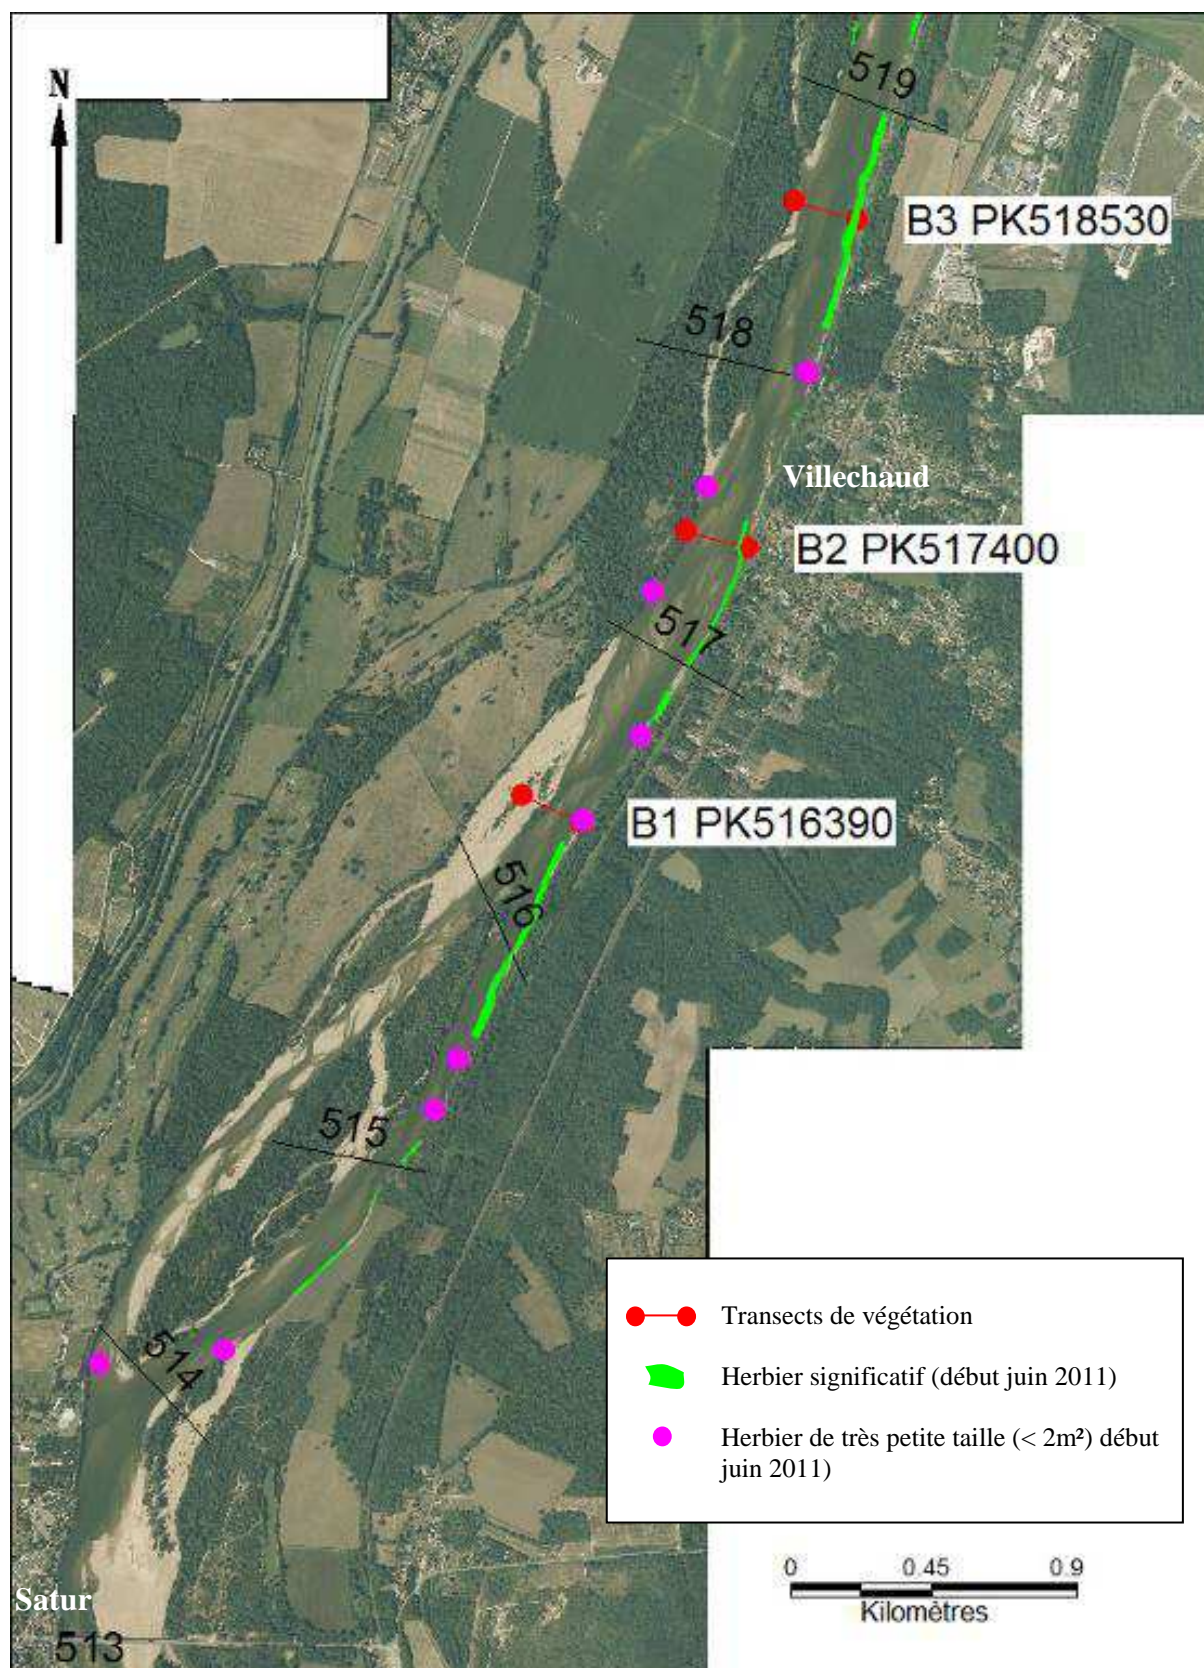 N
519
B3 PK518530
518
Villechaud
B2 PK517400
517
B1 PK516390
516
515
Transects de végétation
Herbier significatif (début juin 2011)
Herbier de très petite taille (< 2m²) début
juin 2011)
514
0 0.45 0.9
Kilomètres
Satur
513